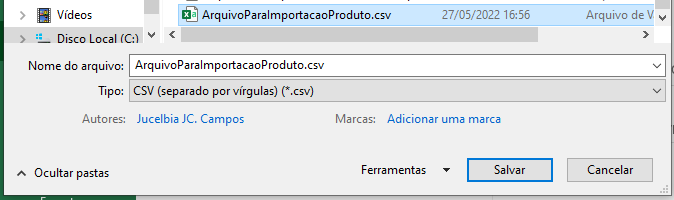 Vídeos
ArquivoParaImportacaoProduto.csv 27/05/2022 16:56 Arquivo de
Disco Local (C:)
Nome do arquivo: ArquivoParaImportacaoProduto.csv
Tipo: CSV (separado por vírgulas) (*.csv)
Autores: Jucelbia JC. Campos Marcas: Adicionar uma marca
Ocultar pastas Ferramentas Salvar Cancelar